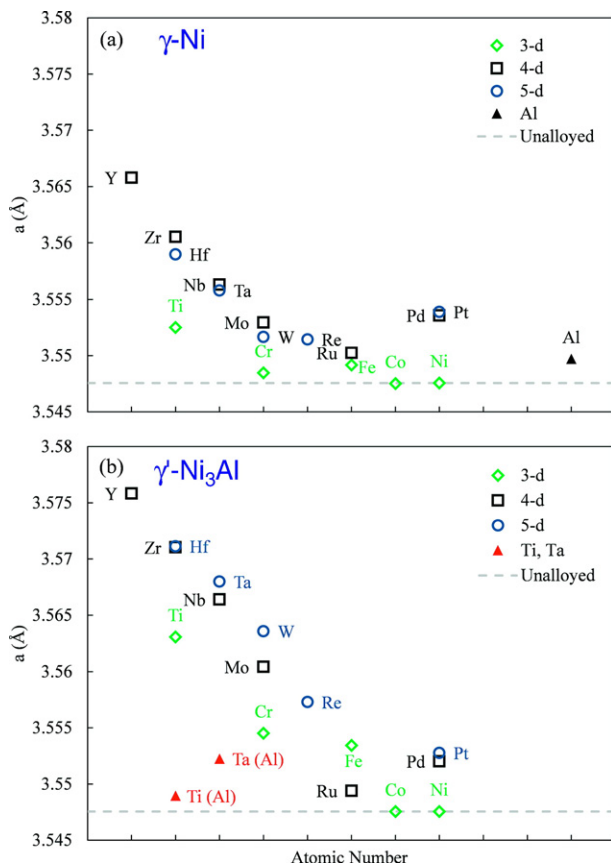 (a) γ-Ni
3-d
4-d
5-d
Al
Unalloyed
a (Å)
3.58
3.575
3.57
3.565
3.56
3.555
3.55
3.545
Y
Zr
Hf
Ti
Nb
Ta
Mo
W
Cr
Re
Ru
Fe
Co
Ni
Pd
Pt
Al
(b) γ'-Ni₃Al
3-d
4-d
5-d
Ti, Ta
Unalloyed
a (Å)
3.58
3.575
3.57
3.565
3.56
3.555
3.55
3.545
Y
Zr
Hf
Ti
Ta
Nb
W
Mo
Cr
Re
Ta (Al)
Ti (Al)
Fe
Ru
Co
Ni
Pd
Pt
Atomic Number